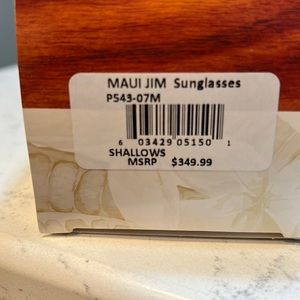 MAUI JIM Sunglasses
P543-07M
6 03429 05150 1
SHALLOWS
MSRP $349.99